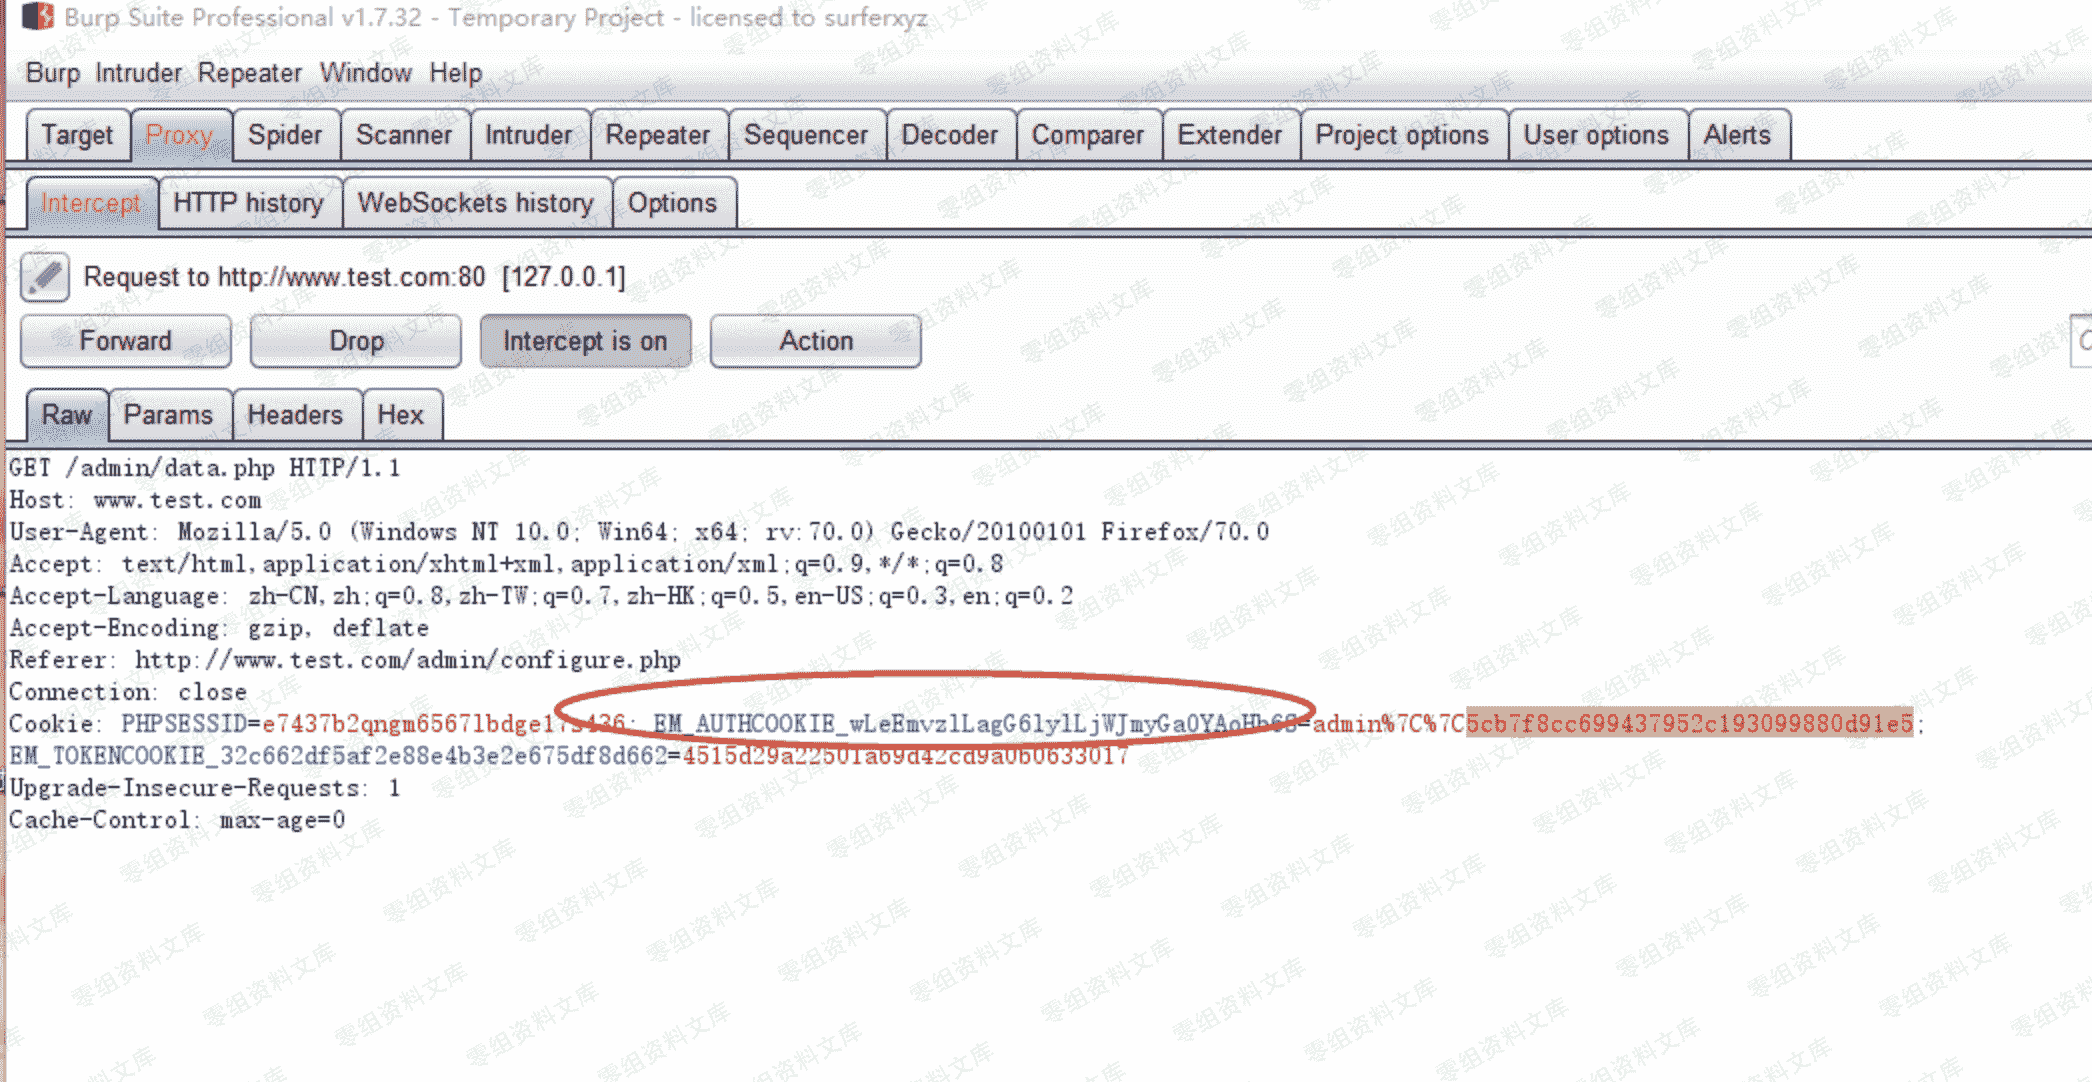 Burp Suite Professional v1.7.32 - Temporary Project - licensed to surferxyz
Burp Intruder Repeater Window Help
Target Proxy Spider Scanner Intruder Repeater Sequencer Decoder Comparer Extender Project options User options Alerts
Intercept HTTP history WebSockets history Options
Request to http://www.test.com:80 [127.0.0.1]
Forward Drop Intercept is on Action
Raw Params Headers Hex
GET /admin/data.php HTTP/1.1
Host: www.test.com
User-Agent: Mozilla/5.0 (Windows NT 10.0; Win64; x64; rv:70.0) Gecko/20100101 Firefox/70.0
Accept: text/html,application/xhtml+xml,application/xml;q=0.9,*/*;q=0.8
Accept-Language: zh-CN,zh;q=0.8,zh-TW;q=0.7,zh-HK;q=0.5,en-US;q=0.3,en;q=0.2
Accept-Encoding: gzip, deflate
Referer: http://www.test.com/admin/configure.php
Connection: close
Cookie: =admin%7C%7C5cb7f8cc699437952c193099880d91e5;
EM_TOKENCOOKIE_32c662df5af2e88e4b3e2e675df8d662=4515d29a22501a69d42cd9a0b0633017
Upgrade-Insecure-Requests: 1
Cache-Control: max-age=0
零组资料文库